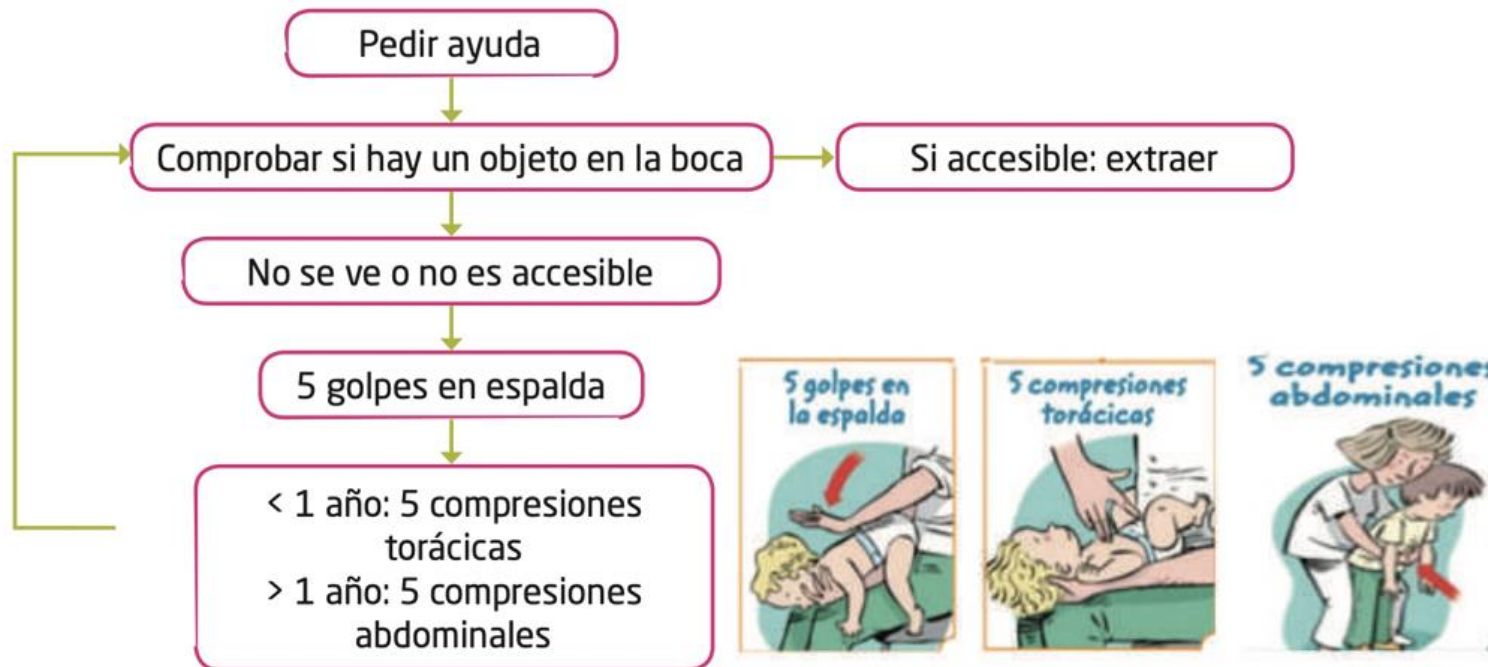 Pedir ayuda
Comprobar si hay un objeto en la boca
Si accesible: extraer
No se ve o no es accesible
5 golpes en espalda
< 1 año: 5 compresiones
torácicas
> 1 año: 5 compresiones
abdominales
5 golpes en
la espalda
5 compresiones
torácicas
5 compresiones
abdominales